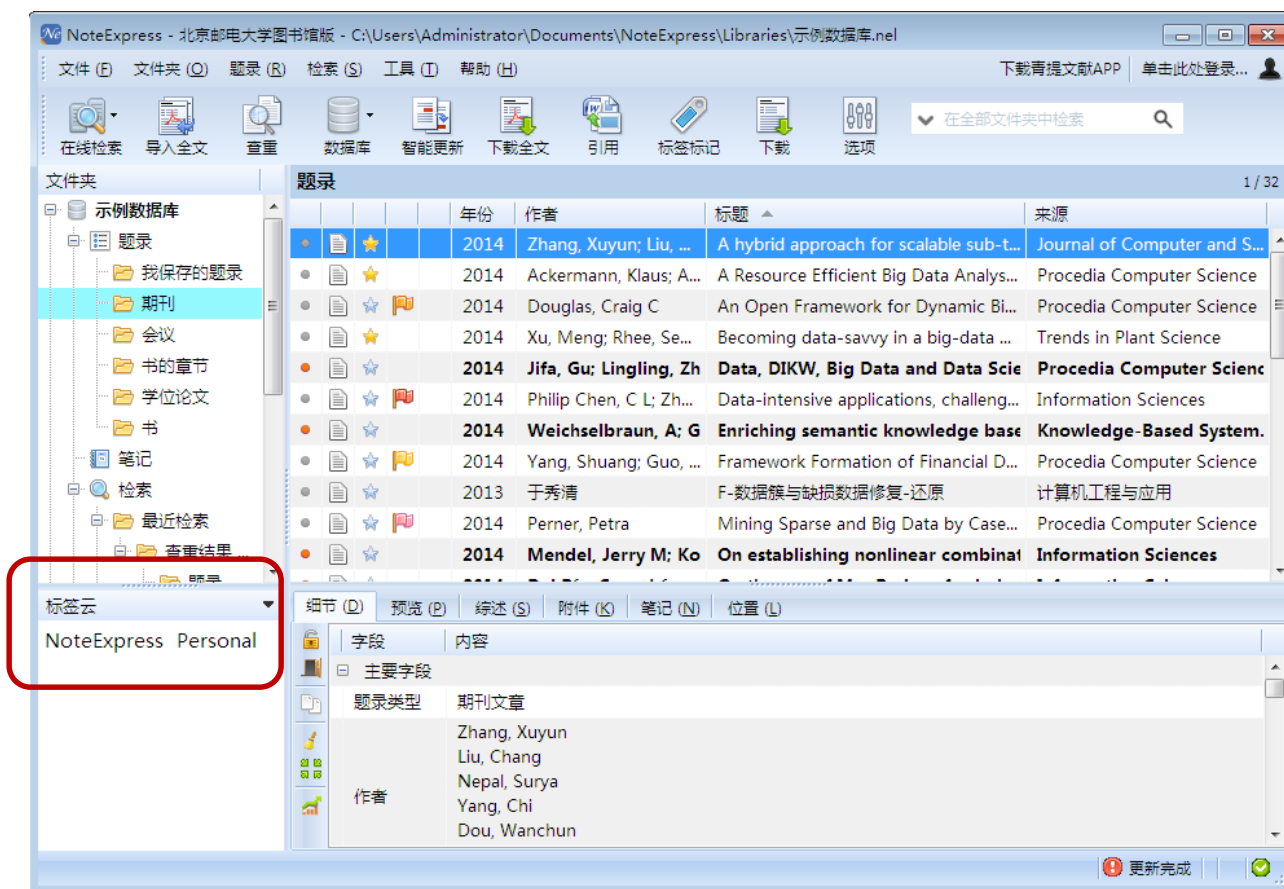 NoteExpress - 北京邮电大学图书馆版 - C:\Users\Administrator\Documents\NoteExpress\Libraries\示例数据库.nel
文件 (F) 文件夹 (O) 题录 (R) 检索 (S) 工具 (T) 帮助 (H) 下载青提文献APP 单击此处登录...
在线检索 导入全文 查重 数据库 智能更新 下载全文 引用 标签标记 下载 选项 在全部文件夹中检索
文件夹
示例数据库
题录
我保存的题录
期刊
会议
书的章节
学位论文
书
笔记
检索
最近检索
查重结果 ...
题录
标签云
NoteExpress Personal
题录 1 / 32
年份 作者 标题 来源
2014 Zhang, Xuyun; Liu, ... A hybrid approach for scalable sub-t... Journal of Computer and S...
2014 Ackermann, Klaus; A... A Resource Efficient Big Data Analys... Procedia Computer Science
2014 Douglas, Craig C An Open Framework for Dynamic Bi... Procedia Computer Science
2014 Xu, Meng; Rhee, Se... Becoming data-savvy in a big-data ... Trends in Plant Science
2014 Jifa, Gu; Lingling, Zh Data, DIKW, Big Data and Data Scie Procedia Computer Scienc
2014 Philip Chen, C L; Zh... Data-intensive applications, challeng... Information Sciences
2014 Weichselbraun, A; G Enriching semantic knowledge base Knowledge-Based System.
2014 Yang, Shuang; Guo, ... Framework Formation of Financial D... Procedia Computer Science
2013 于秀清 F-数据簇与缺损数据修复-还原 计算机工程与应用
2014 Perner, Petra Mining Sparse and Big Data by Case... Procedia Computer Science
2014 Mendel, Jerry M; Ko On establishing nonlinear combinat Information Sciences
细节 (D) 预览 (P) 综述 (S) 附件 (K) 笔记 (N) 位置 (L)
字段 内容
主要字段
题录类型 期刊文章
作者
Zhang, Xuyun
Liu, Chang
Nepal, Surya
Yang, Chi
Dou, Wanchun
更新完成